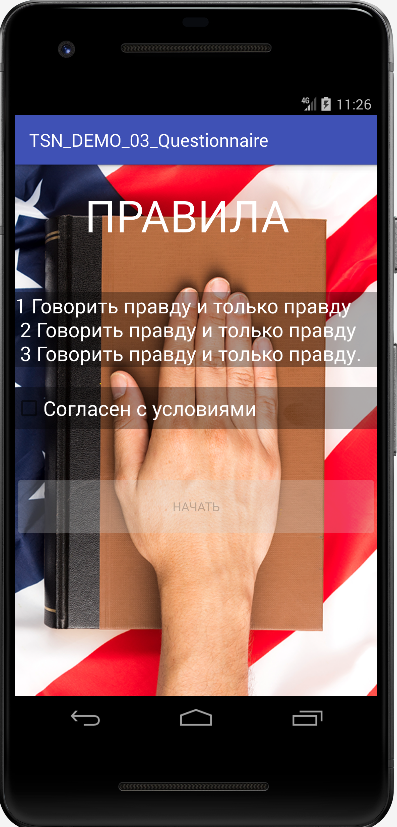 4G 11:26
TSN_DEMO_03_Questionnaire
ПРАВИЛА
1 Говорить правду и только правду
2 Говорить правду и только правду
3 Говорить правду и только правду.
Согласен с условиями
НАЧАТЬ